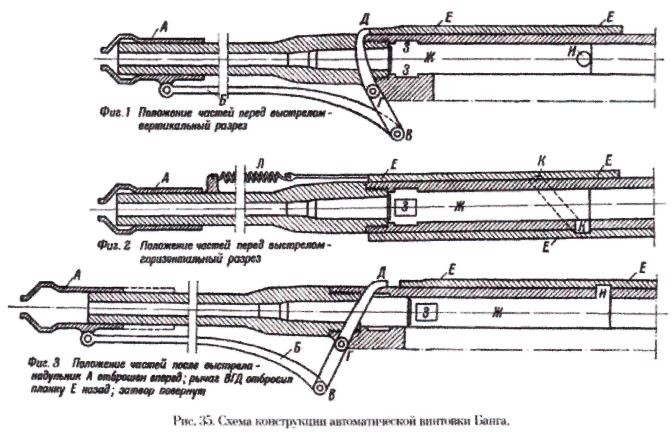 А
Д
Е
Е
З
З
Ж
И
Б
Г
В
Фиг.1 Положение частей перед выстрелом-
вертикальный разрез
А
Л
Е
К
Е
З
Ж
К
Е
Фиг. 2 Положение частей перед выстрелом-
горизонтальный разрез
А
Д
Е
Е
И
З
Ж
Б
Г
В
Фиг. 3 Положение частей после выстрела-
надульник А отброшен вперед; рычаг ВГД отбросил
планку Е назад; затвор повернут
Рис. 35. Схема конструкции автоматической винтовки Банга.